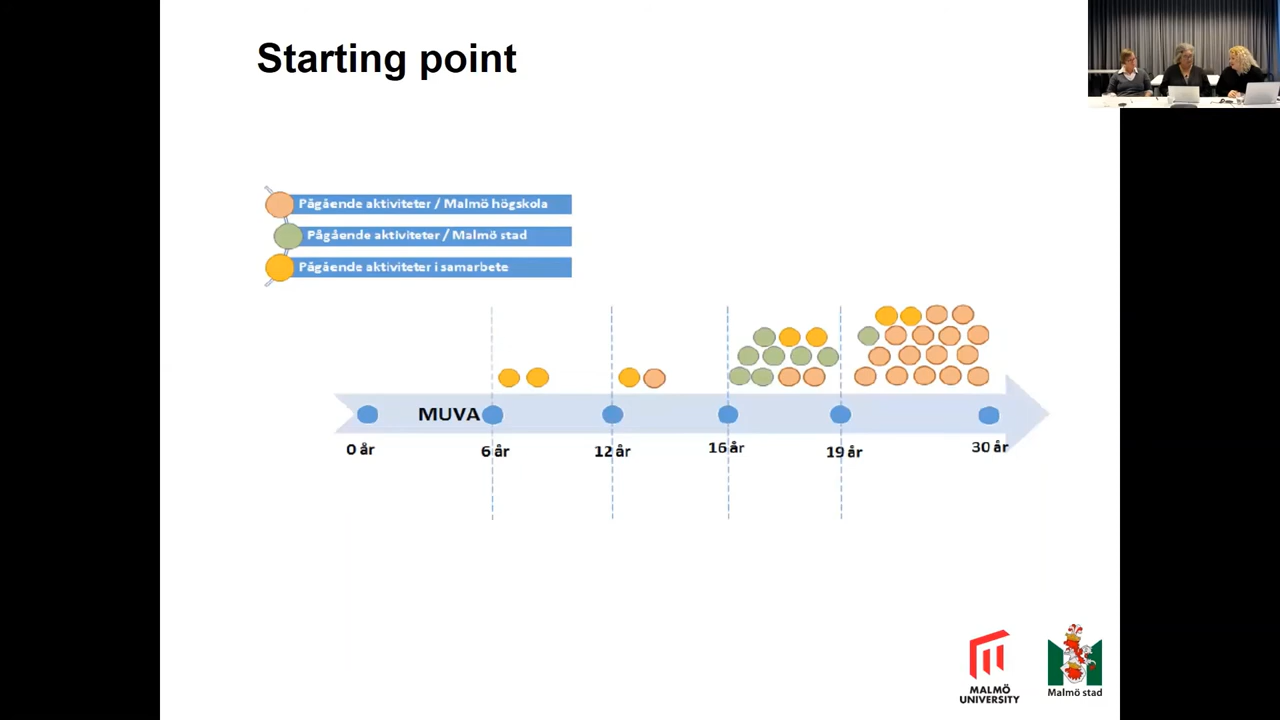 Starting point
Pågående aktiviteter / Malmö högskola
Pågående aktiviteter / Malmö stad
Pågående aktiviteter i samarbete
MUVA
0 år
6 år
12 år
16 år
19 år
30 år
MALMÖ
UNIVERSITY
Malmö stad